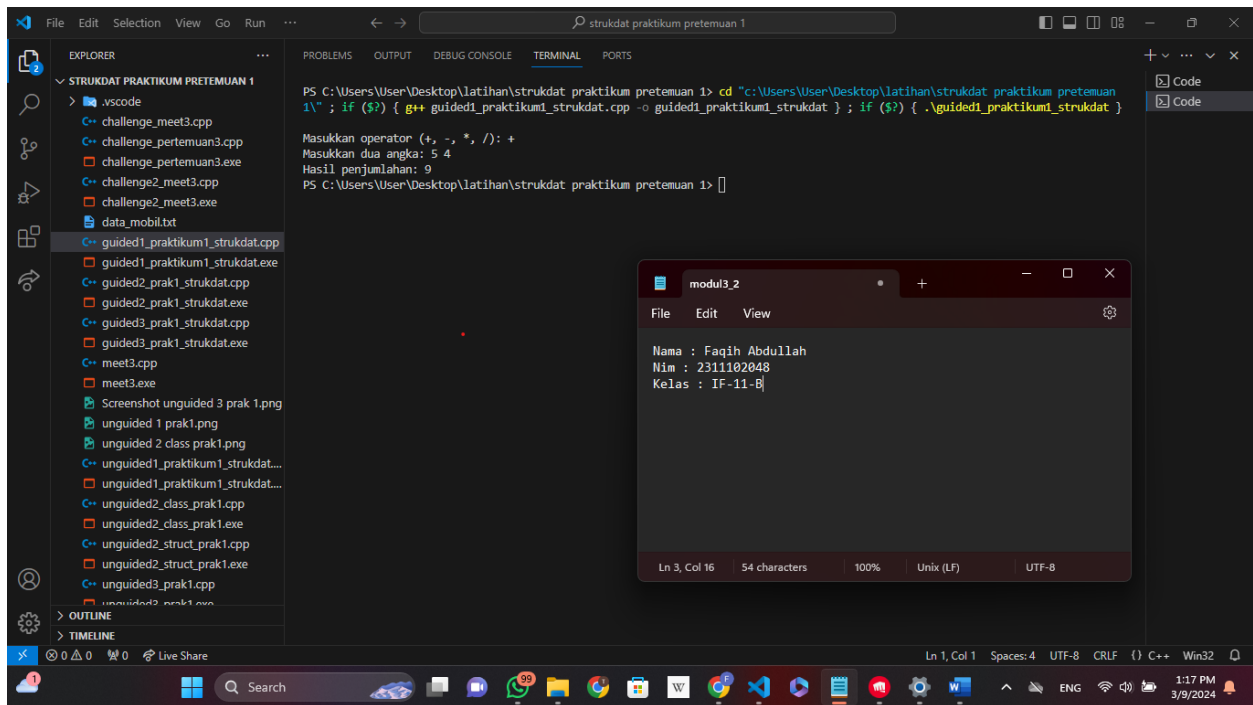 File Edit Selection View Go Run ···
strukdat praktikum pretemuan 1
EXPLORER ···
STRUKDAT PRAKTIKUM PRETEMUAN 1
.vscode
challenge_meet3.cpp
challenge_pertemuan3.cpp
challenge_pertemuan3.exe
challenge2_meet3.cpp
challenge2_meet3.exe
data_mobil.txt
guided1_praktikum1_strukdat.cpp
guided1_praktikum1_strukdat.exe
guided2_prak1_strukdat.cpp
guided2_prak1_strukdat.exe
guided3_prak1_strukdat.cpp
guided3_prak1_strukdat.exe
meet3.cpp
meet3.exe
Screenshot unguided 3 prak 1.png
unguided 1 prak1.png
unguided 2 class prak1.png
unguided1_praktikum1_strukdat....
unguided1_praktikum1_strukdat....
unguided2_class_prak1.cpp
unguided2_class_prak1.exe
unguided2_struct_prak1.cpp
unguided2_struct_prak1.exe
unguided3_prak1.cpp
unguided3_prak1.exe
OUTLINE
TIMELINE
2
PROBLEMS OUTPUT DEBUG CONSOLE TERMINAL PORTS
PS C:\Users\User\Desktop\latihan\strukdat praktikum pretemuan 1> cd "c:\Users\User\Desktop\latihan\strukdat praktikum pretemuan
1\" ; if ($?) { g++ guided1_praktikum1_strukdat.cpp -o guided1_praktikum1_strukdat } ; if ($?) { .\guided1_praktikum1_strukdat }
Masukkan operator (+, -, *, /): +
Masukkan dua angka: 5 4
Hasil penjumlahan: 9
PS C:\Users\User\Desktop\latihan\strukdat praktikum pretemuan 1>
Code
Code
modul3_2
File Edit View
Nama : Faqih Abdullah
Nim : 2311102048
Kelas : IF-11-B
Ln 3, Col 16 54 characters 100% Unix (LF) UTF-8
0 0 0 Live Share
Ln 1, Col 1 Spaces: 4 UTF-8 CRLF {} C++ Win32
1
Search
99
W
F
W
ENG
1:17 PM
3/9/2024